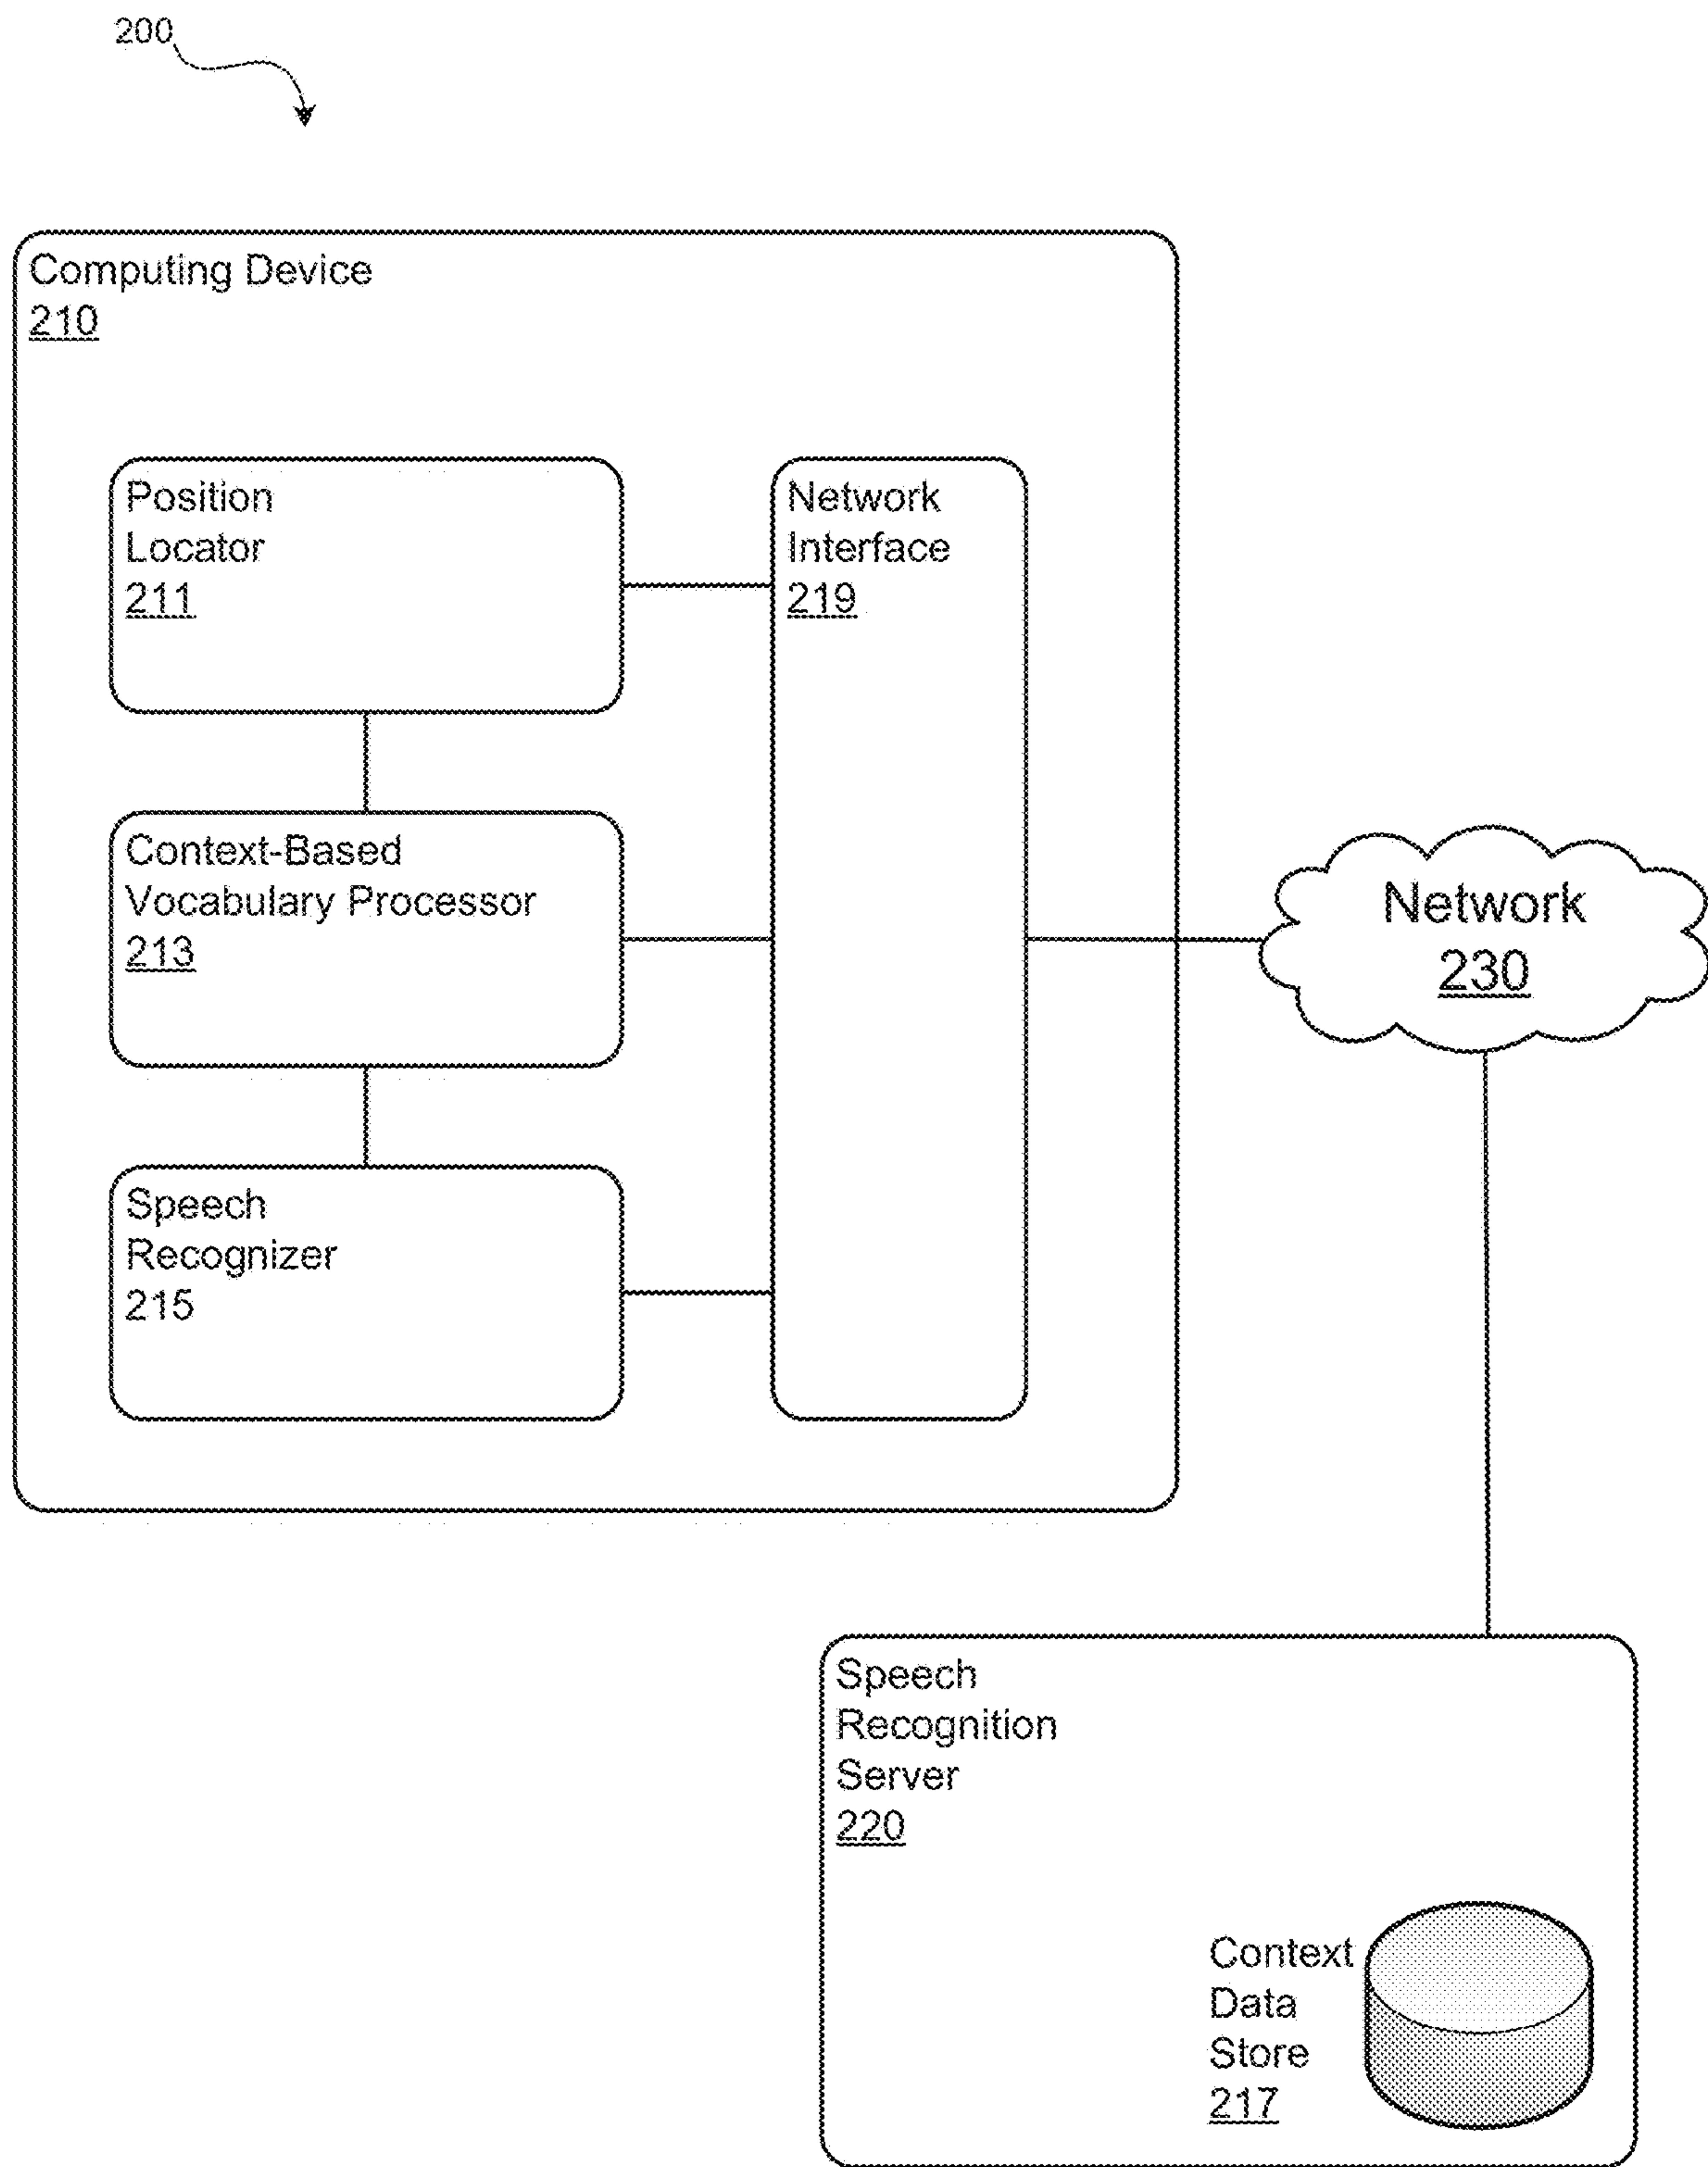 200
Computing Device
210
Position
Locator
211
Network
Interface
219
Context-Based
Vocabulary Processor
213
Network
230
Speech
Recognizer
215
Speech
Recognition
Server
220
Context
Data
Store
217